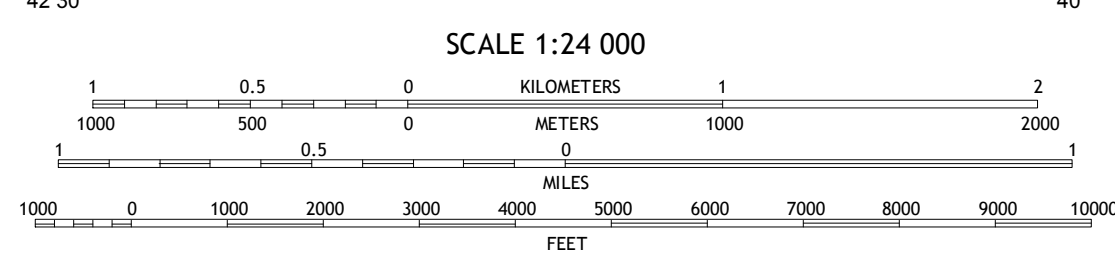 42'30"
40'
SCALE 1:24 000
1 0.5 0 KILOMETERS 1 2
1000 500 0 METERS 1000 2000
1 0.5 0 1
MILES
1000 0 1000 2000 3000 4000 5000 6000 7000 8000 9000 10000
FEET